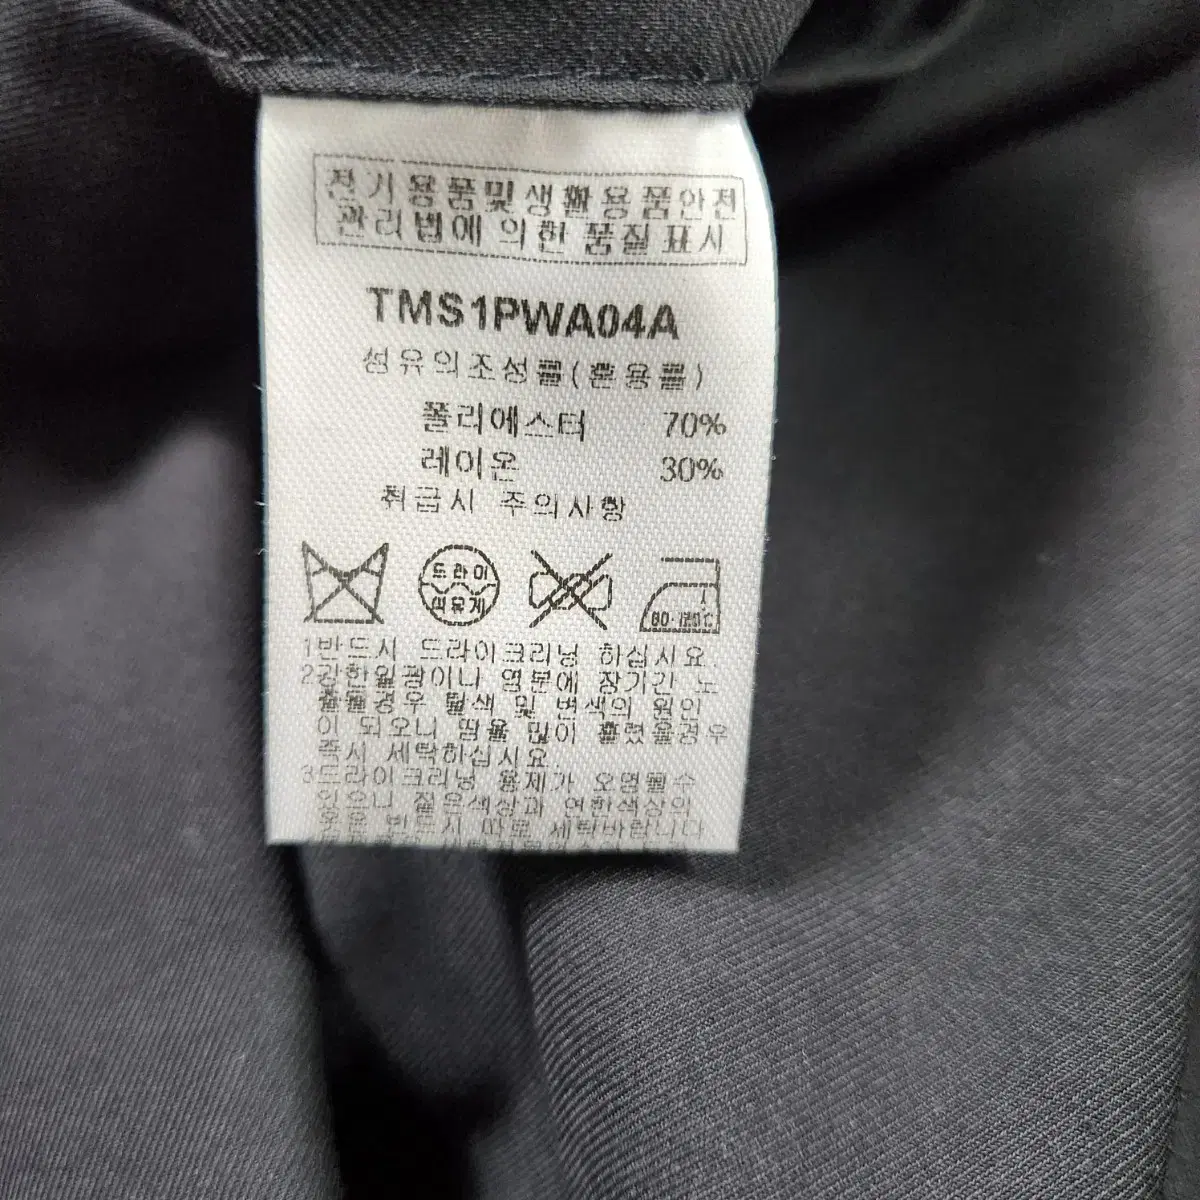 전기용품및생활용품안전
관리법에 의한 품질표시
TMS1PWA04A
섬유의조성률(혼용률)
폴리에스터 70%
레이온 30%
취급시 주의사항
드라이
석유계
80-120℃
1반드시 드라이크리닝 하십시요.
2강한일광이나 염분에 장기간 노
출될경우 탈색 및 변색의 원인
이 되오니 땀을 많이 흘렸을경우
즉시 세탁하십시요.
3드라이크리닝 용제가 오염될수
있으니 짙은색상과 연한색상의
옷은 반드시 따로 세탁바랍니다